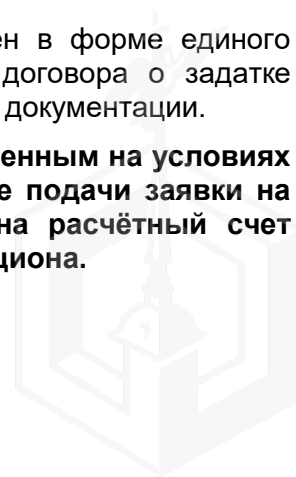 ен в форме единого
договора о задатке
документации.
енным на условиях
е подачи заявки на
на расчётный счет
циона.